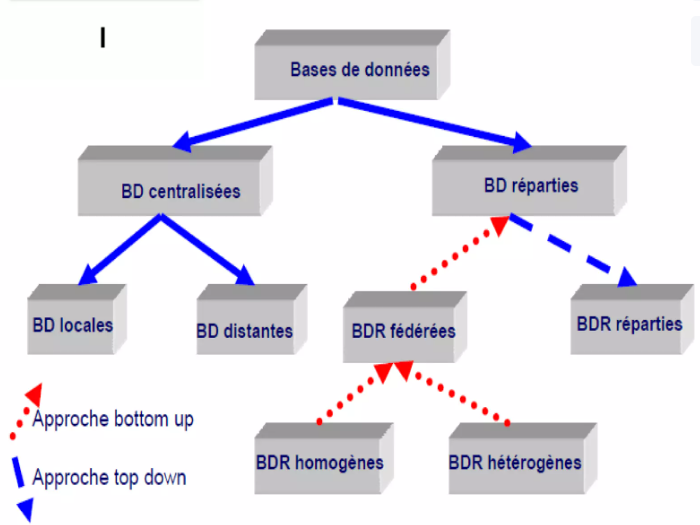 I
Bases de données
BD centralisées
BD réparties
BD locales
BD distantes
BDR fédérées
BDR réparties
Approche bottom up
BDR homogènes
BDR hétérogènes
Approche top down